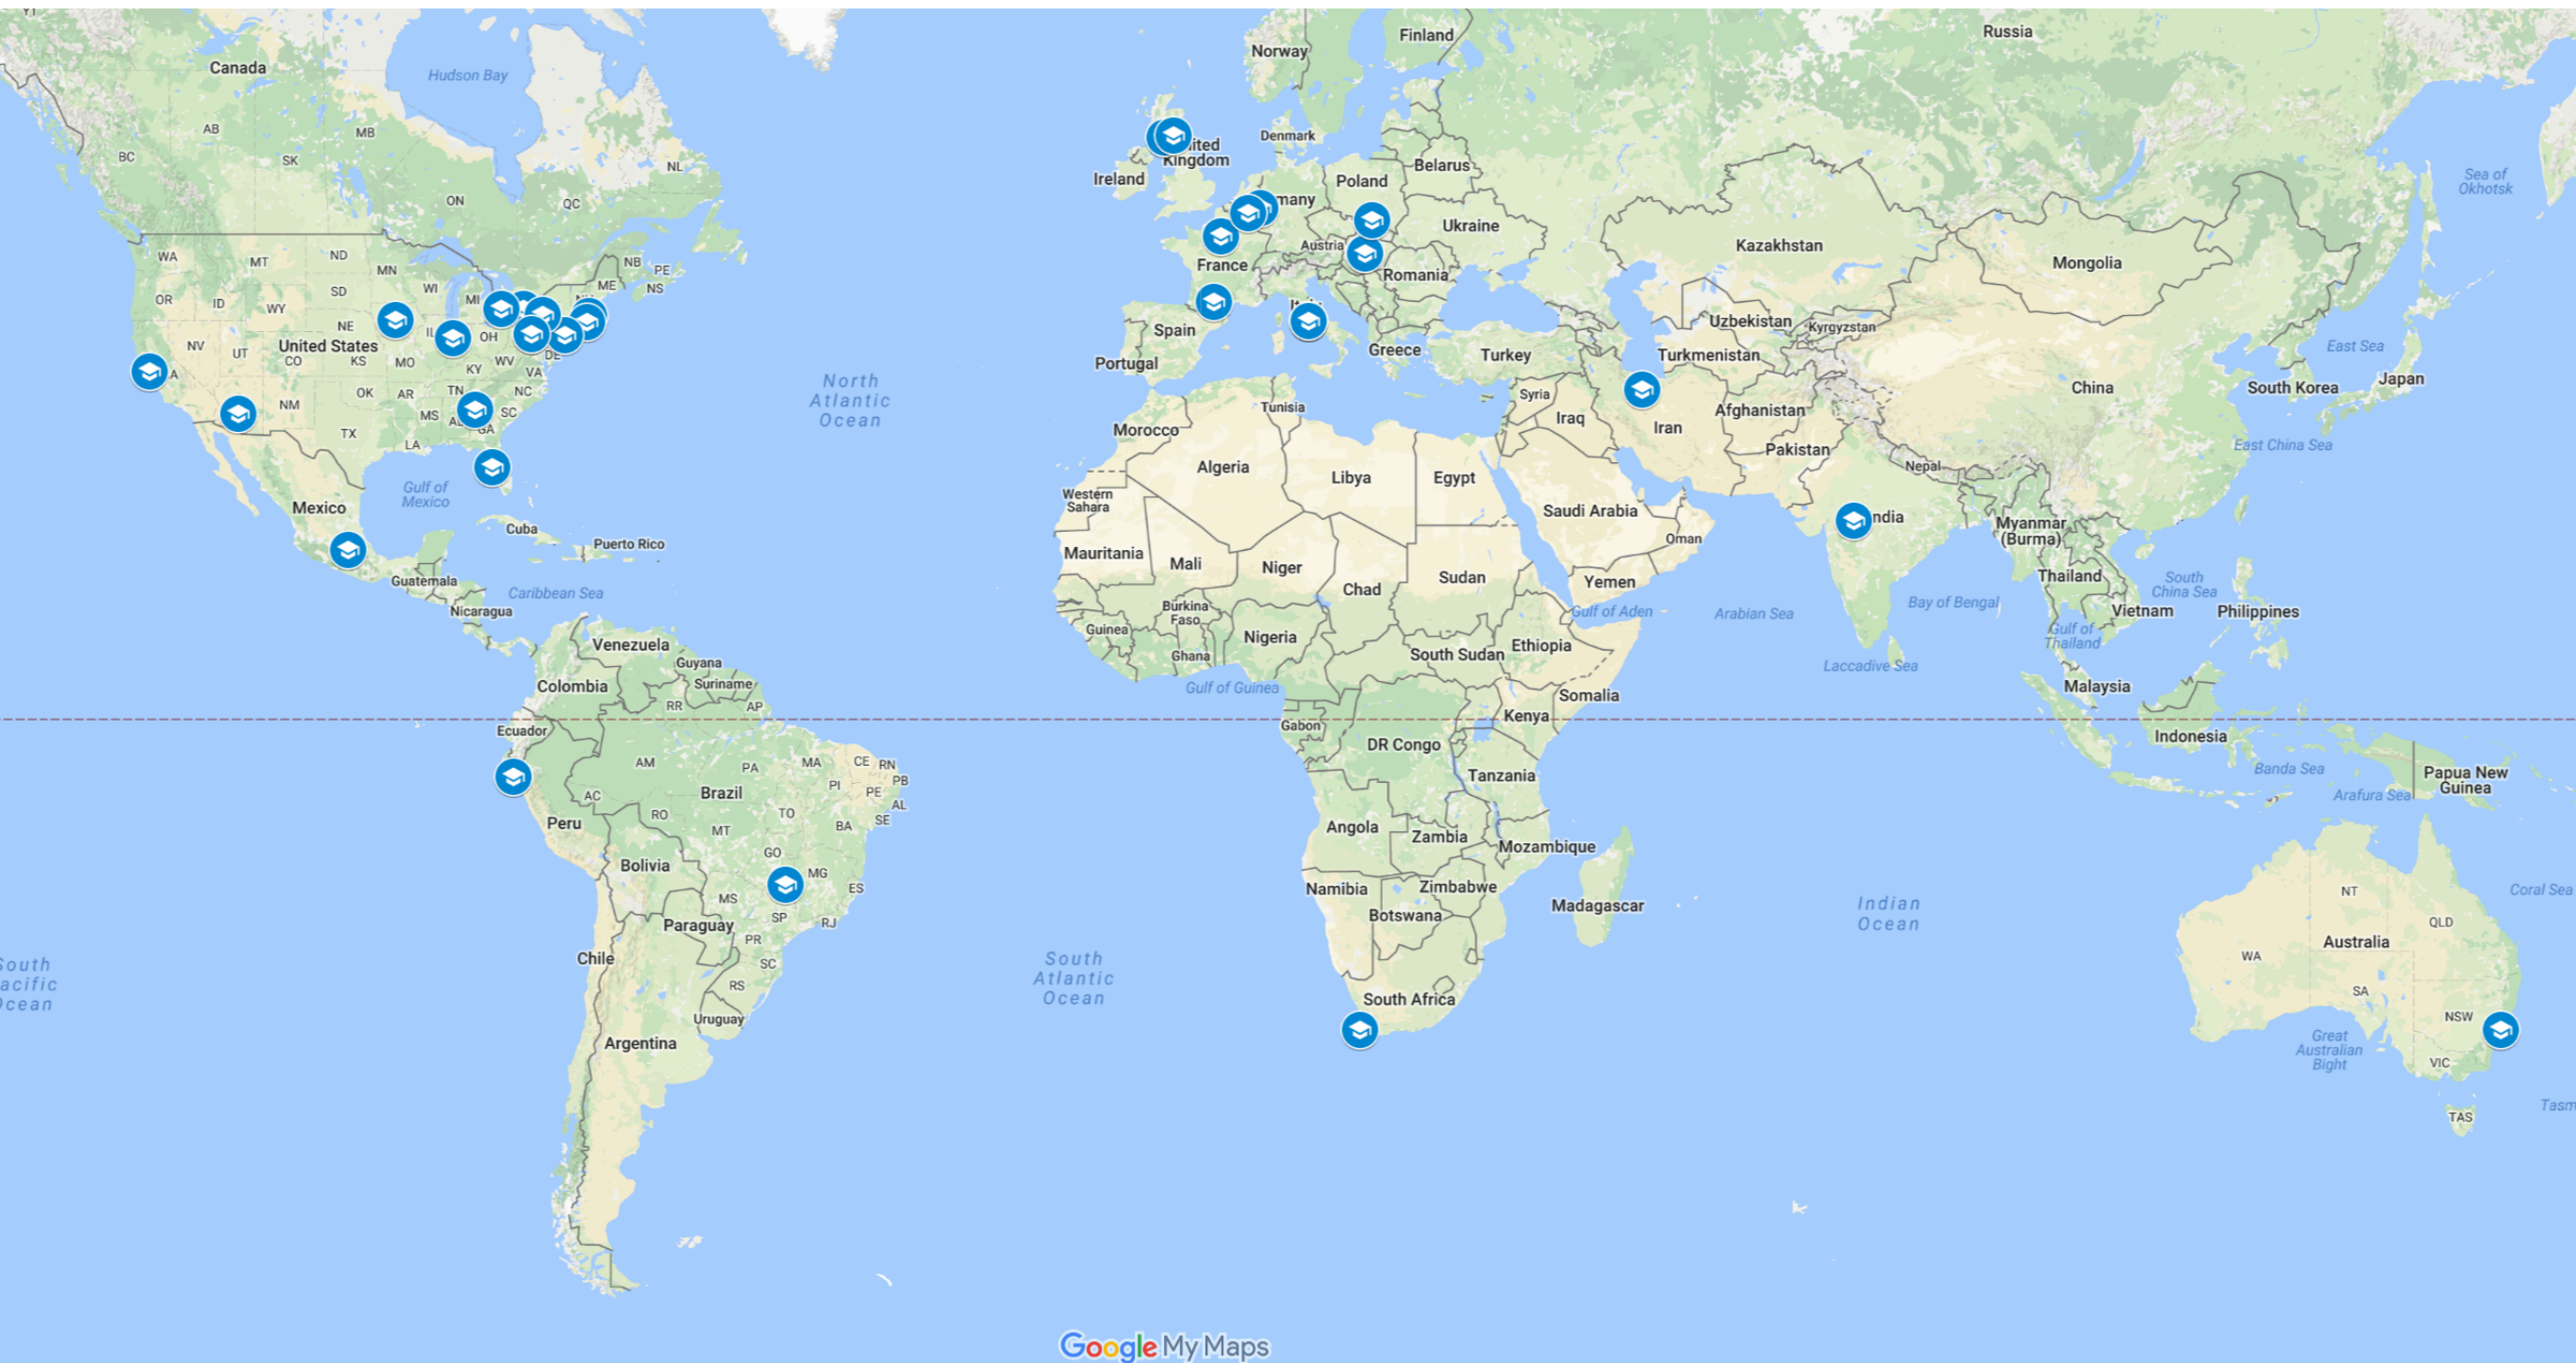 YT
Finland
Russia
Norway
Canada
Hudson Bay
AB
MB
Denmark
ited
Kingdom
BC
SK
NL
Belarus
Ireland
Poland
Sea of
Okhotsk
ON
QC
many
Ukraine
Austria
Kazakhstan
WA
MT
ND
NB
PE
France
Romania
Mongolia
MN
ME
NS
SD
WI
MI
OR
ID
WY
Uzbekistan
Kyrgyzstan
NE
IL
OH
Spain
United States
NV
UT
CO
KS
MO
WV
DE
Greece
Turkey
Turkmenistan
East Sea
Portugal
KY
VA
A
North
Atlantic
Ocean
China
South Korea
Japan
OK
AR
TN
NC
Syria
NM
MS
SC
Tunisia
Afghanistan
Iraq
Iran
TX
GA
Morocco
LA
Pakistan
East China Sea
Algeria
Libya
Egypt
Nepal
Gulf of
Mexico
Western
Sahara
Mexico
Saudi Arabia
ndia
Cuba
Myanmar
(Burma)
Puerto Rico
Oman
Mauritania
Mali
Niger
Guatemala
Sudan
Yemen
Thailand
South
China Sea
Caribbean Sea
Chad
Nicaragua
Burkina
Faso
Gulf of Aden
Arabian Sea
Bay of Bengal
Vietnam
Philippines
Guinea
Nigeria
Gulf of
Thailand
Venezuela
Ghana
South Sudan
Ethiopia
Guyana
Laccadive Sea
Colombia
Suriname
Gulf of Guinea
Malaysia
Somalia
RR
AP
Ecuador
Gabon
Kenya
DR Congo
Indonesia
AM
PA
MA
CE
RN
Tanzania
Banda Sea
Papua New
Guinea
PB
PI
PE
AC
Brazil
TO
AL
Arafura Sea
Peru
RO
MT
BA
SE
Angola
Zambia
Mozambique
GO
Bolivia
MG
ES
Namibia
Zimbabwe
NT
Coral Sea
MS
Madagascar
Indian
Ocean
Botswana
SP
RJ
Paraguay
QLD
PR
Australia
Chile
SC
South
Atlantic
Ocean
WA
South
acific
Ocean
RS
SA
South Africa
Uruguay
NSW
Argentina
Great
Australian
Bight
VIC
Tasm
TAS
Google My Maps